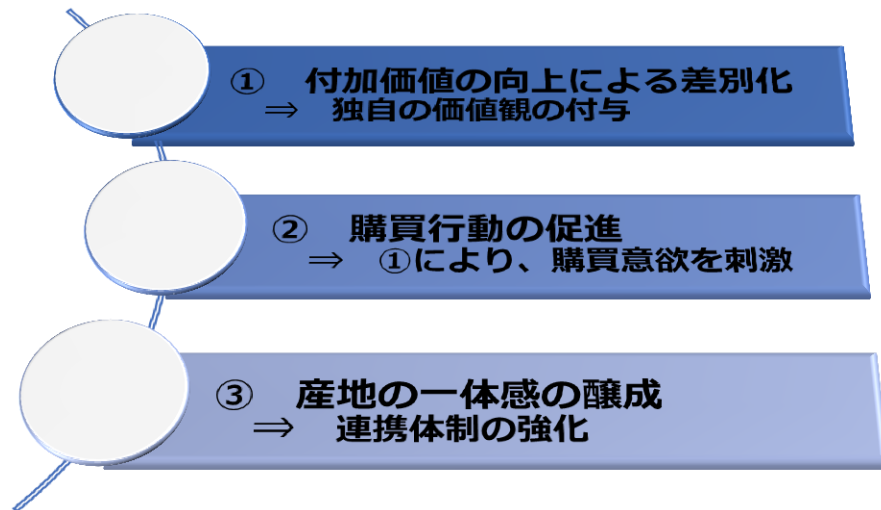 ① 付加価値の向上による差別化
⇒ 独自の価値観の付与
② 購買行動の促進
⇒ ①により、購買意欲を刺激
③ 産地の一体感の醸成
⇒ 連携体制の強化